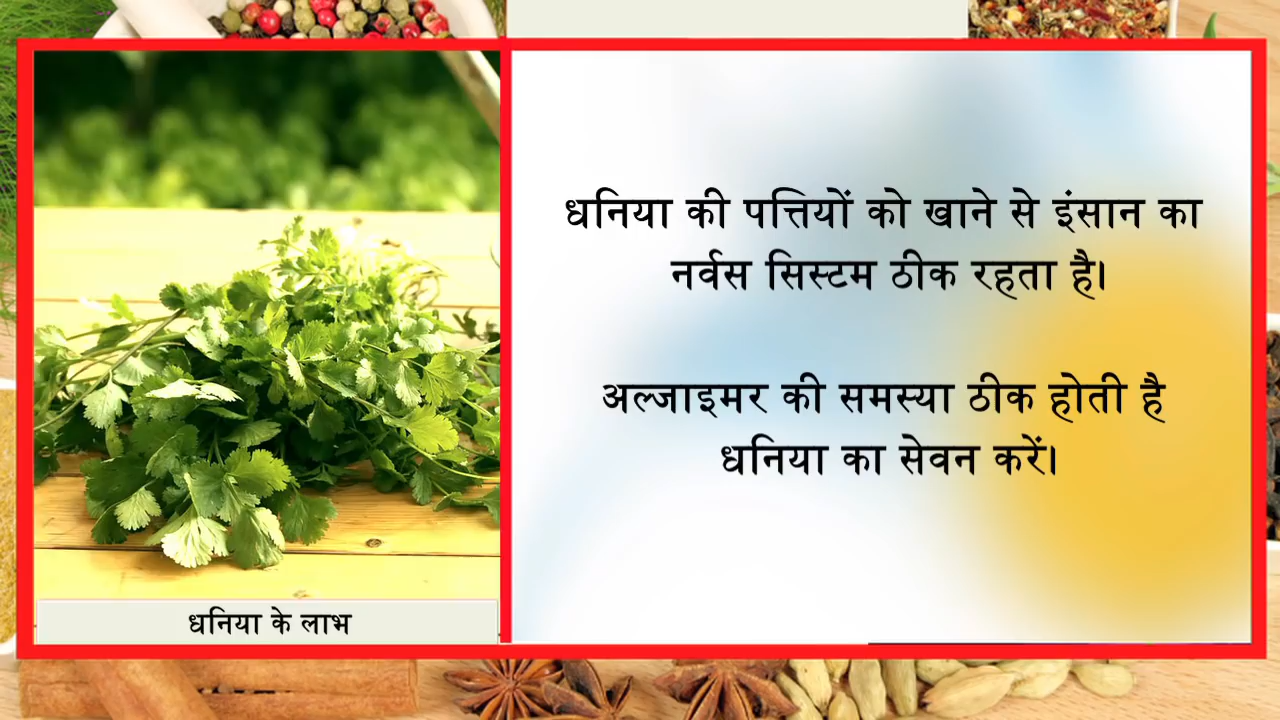 धनिया की पत्तियों को खाने से इंसान का
नर्वस सिस्टम ठीक रहता है।
अल्जाइमर की समस्या ठीक होती है
धनिया का सेवन करें।
धनिया के लाभ